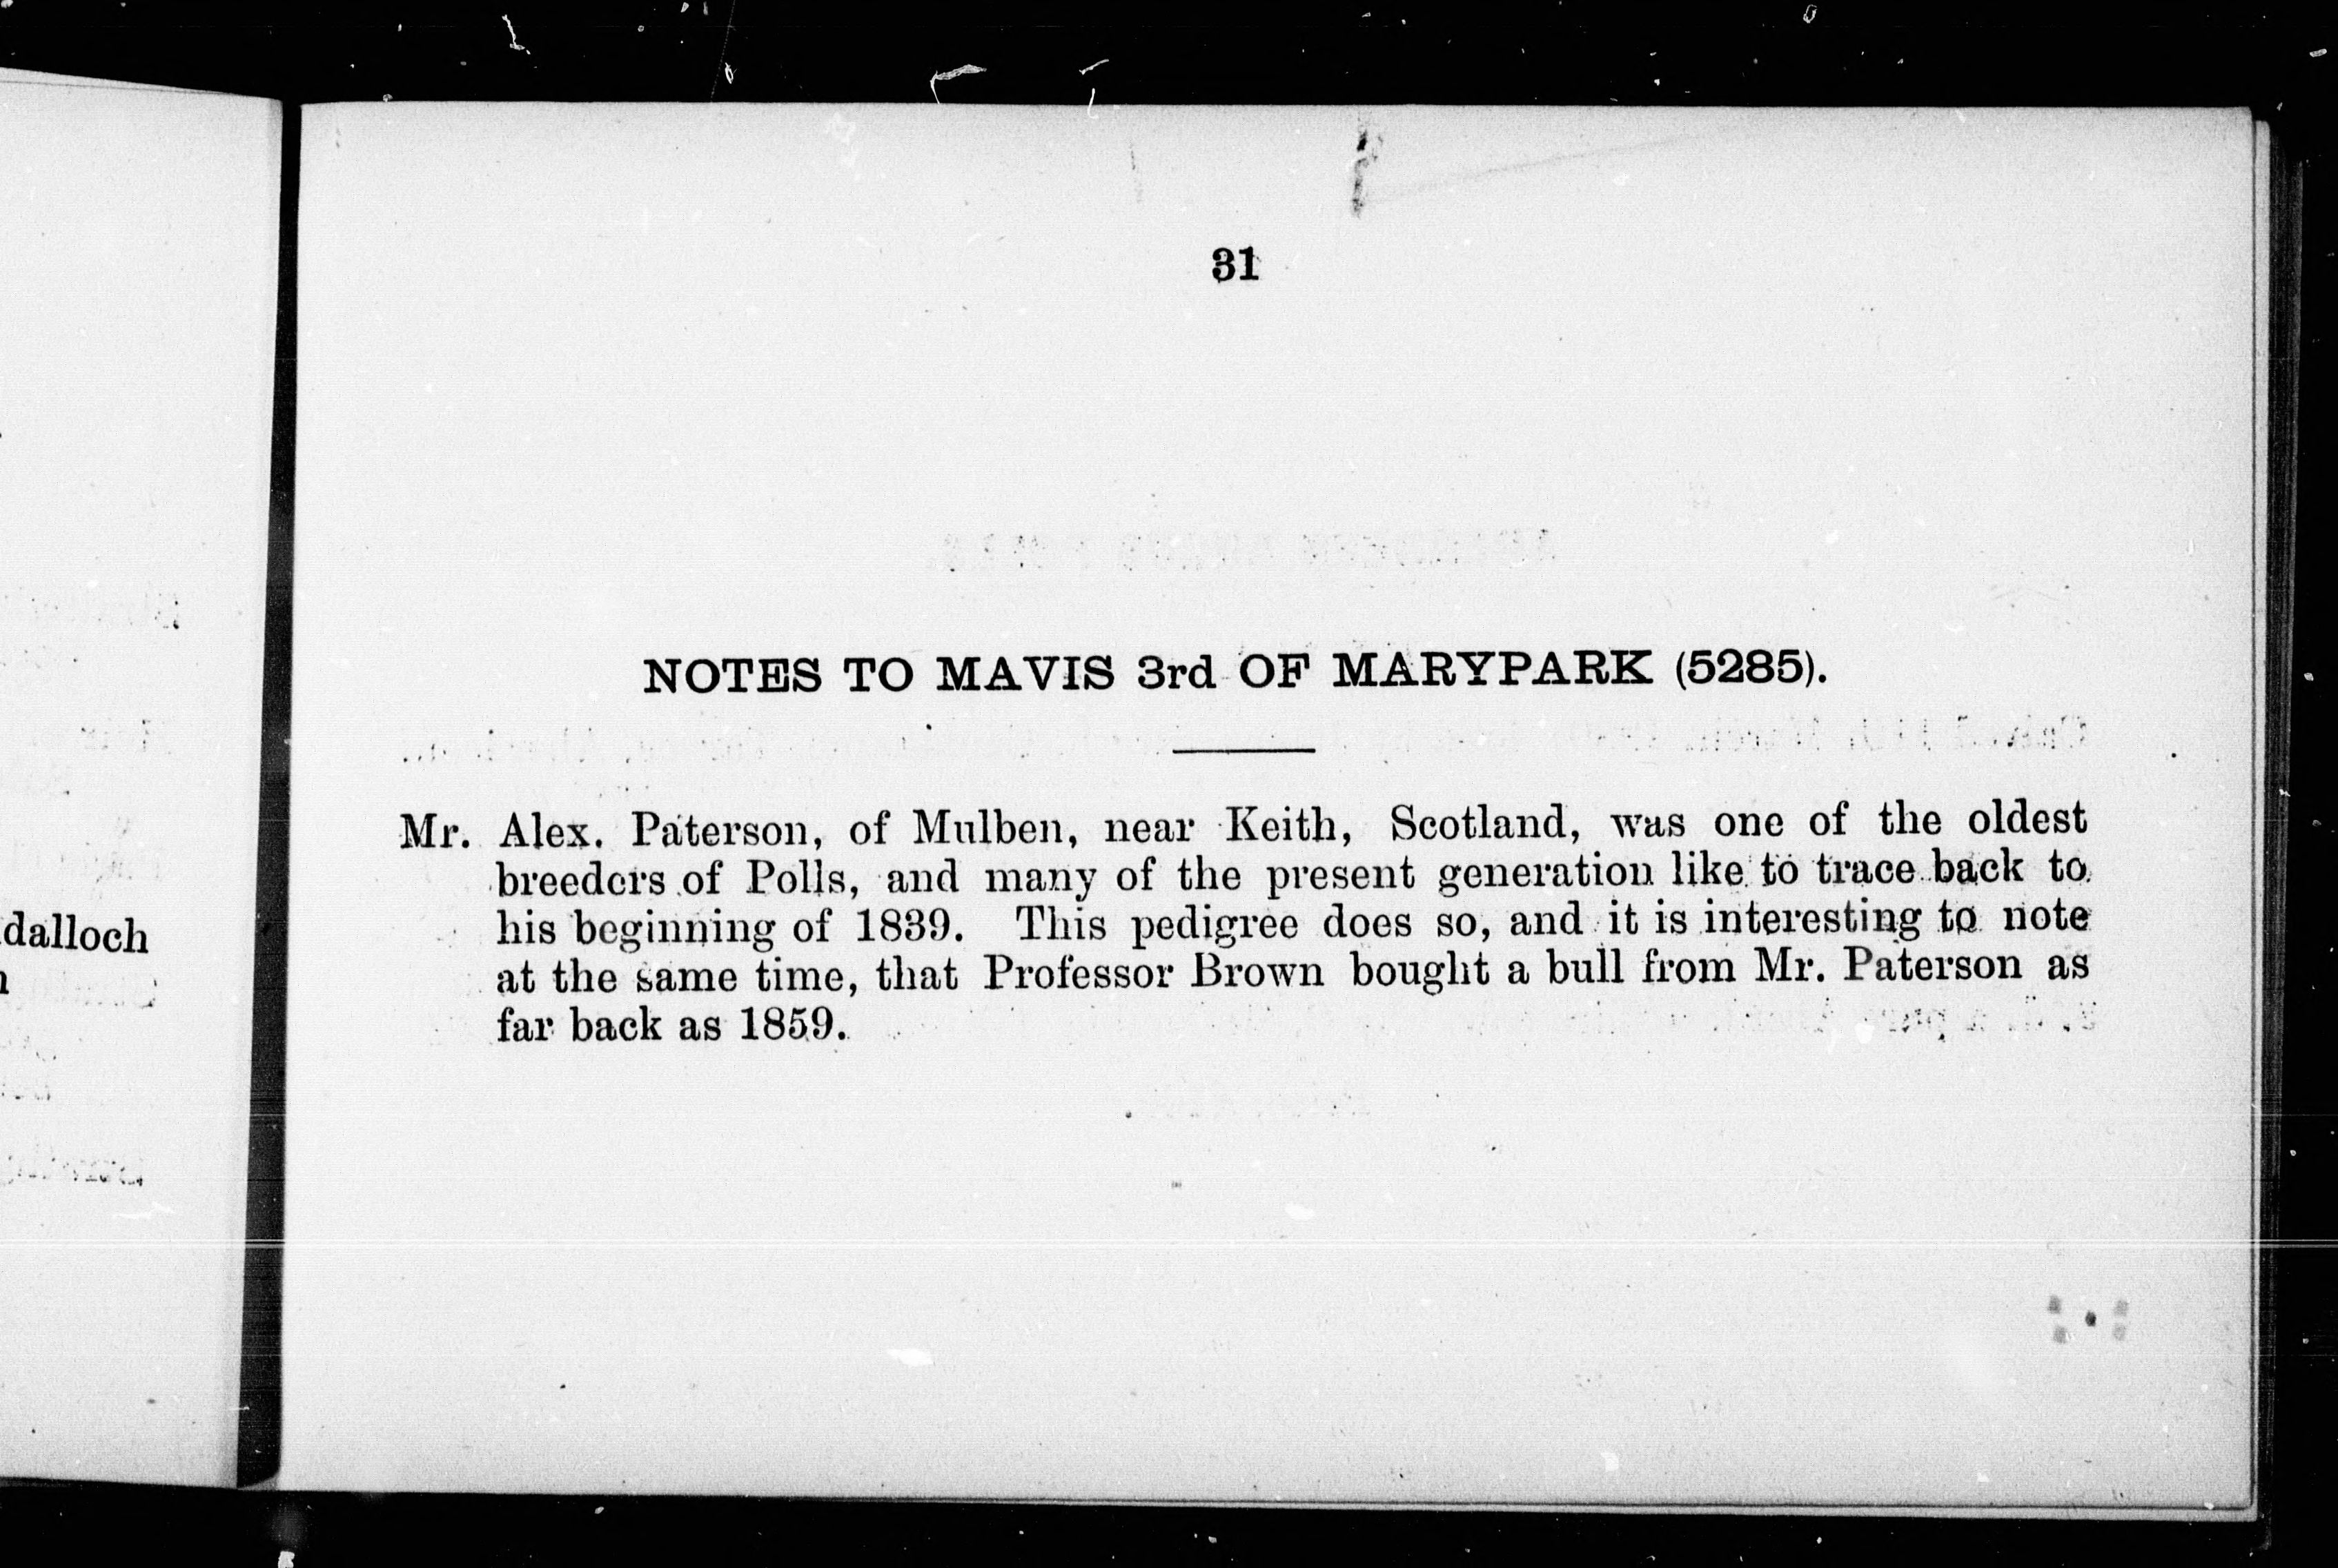 31
NOTES TO MAVIS 3rd OF MARYPARK (5285).
Mr. Alex. Paterson, of Mulben, near Keith, Scotland, was one of the oldest
breeders of Polls, and many of the present generation like to trace back to
his beginning of 1839. This pedigree does so, and it is interesting to note
at the same time, that Professor Brown bought a bull from Mr. Paterson as
far back as 1859.
dalloch